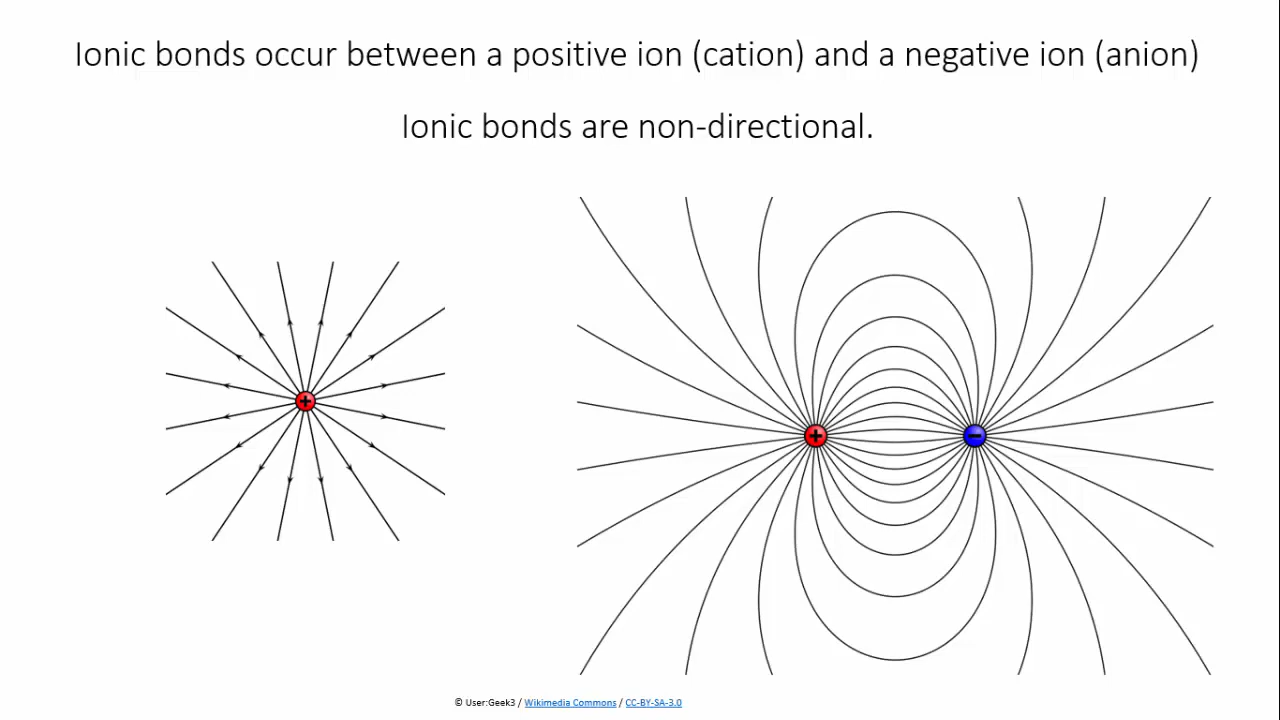 Ionic bonds occur between a positive ion (cation) and a negative ion (anion)
Ionic bonds are non-directional.
+
+
−
© User:Geek3 / Wikimedia Commons / CC-BY-SA-3.0